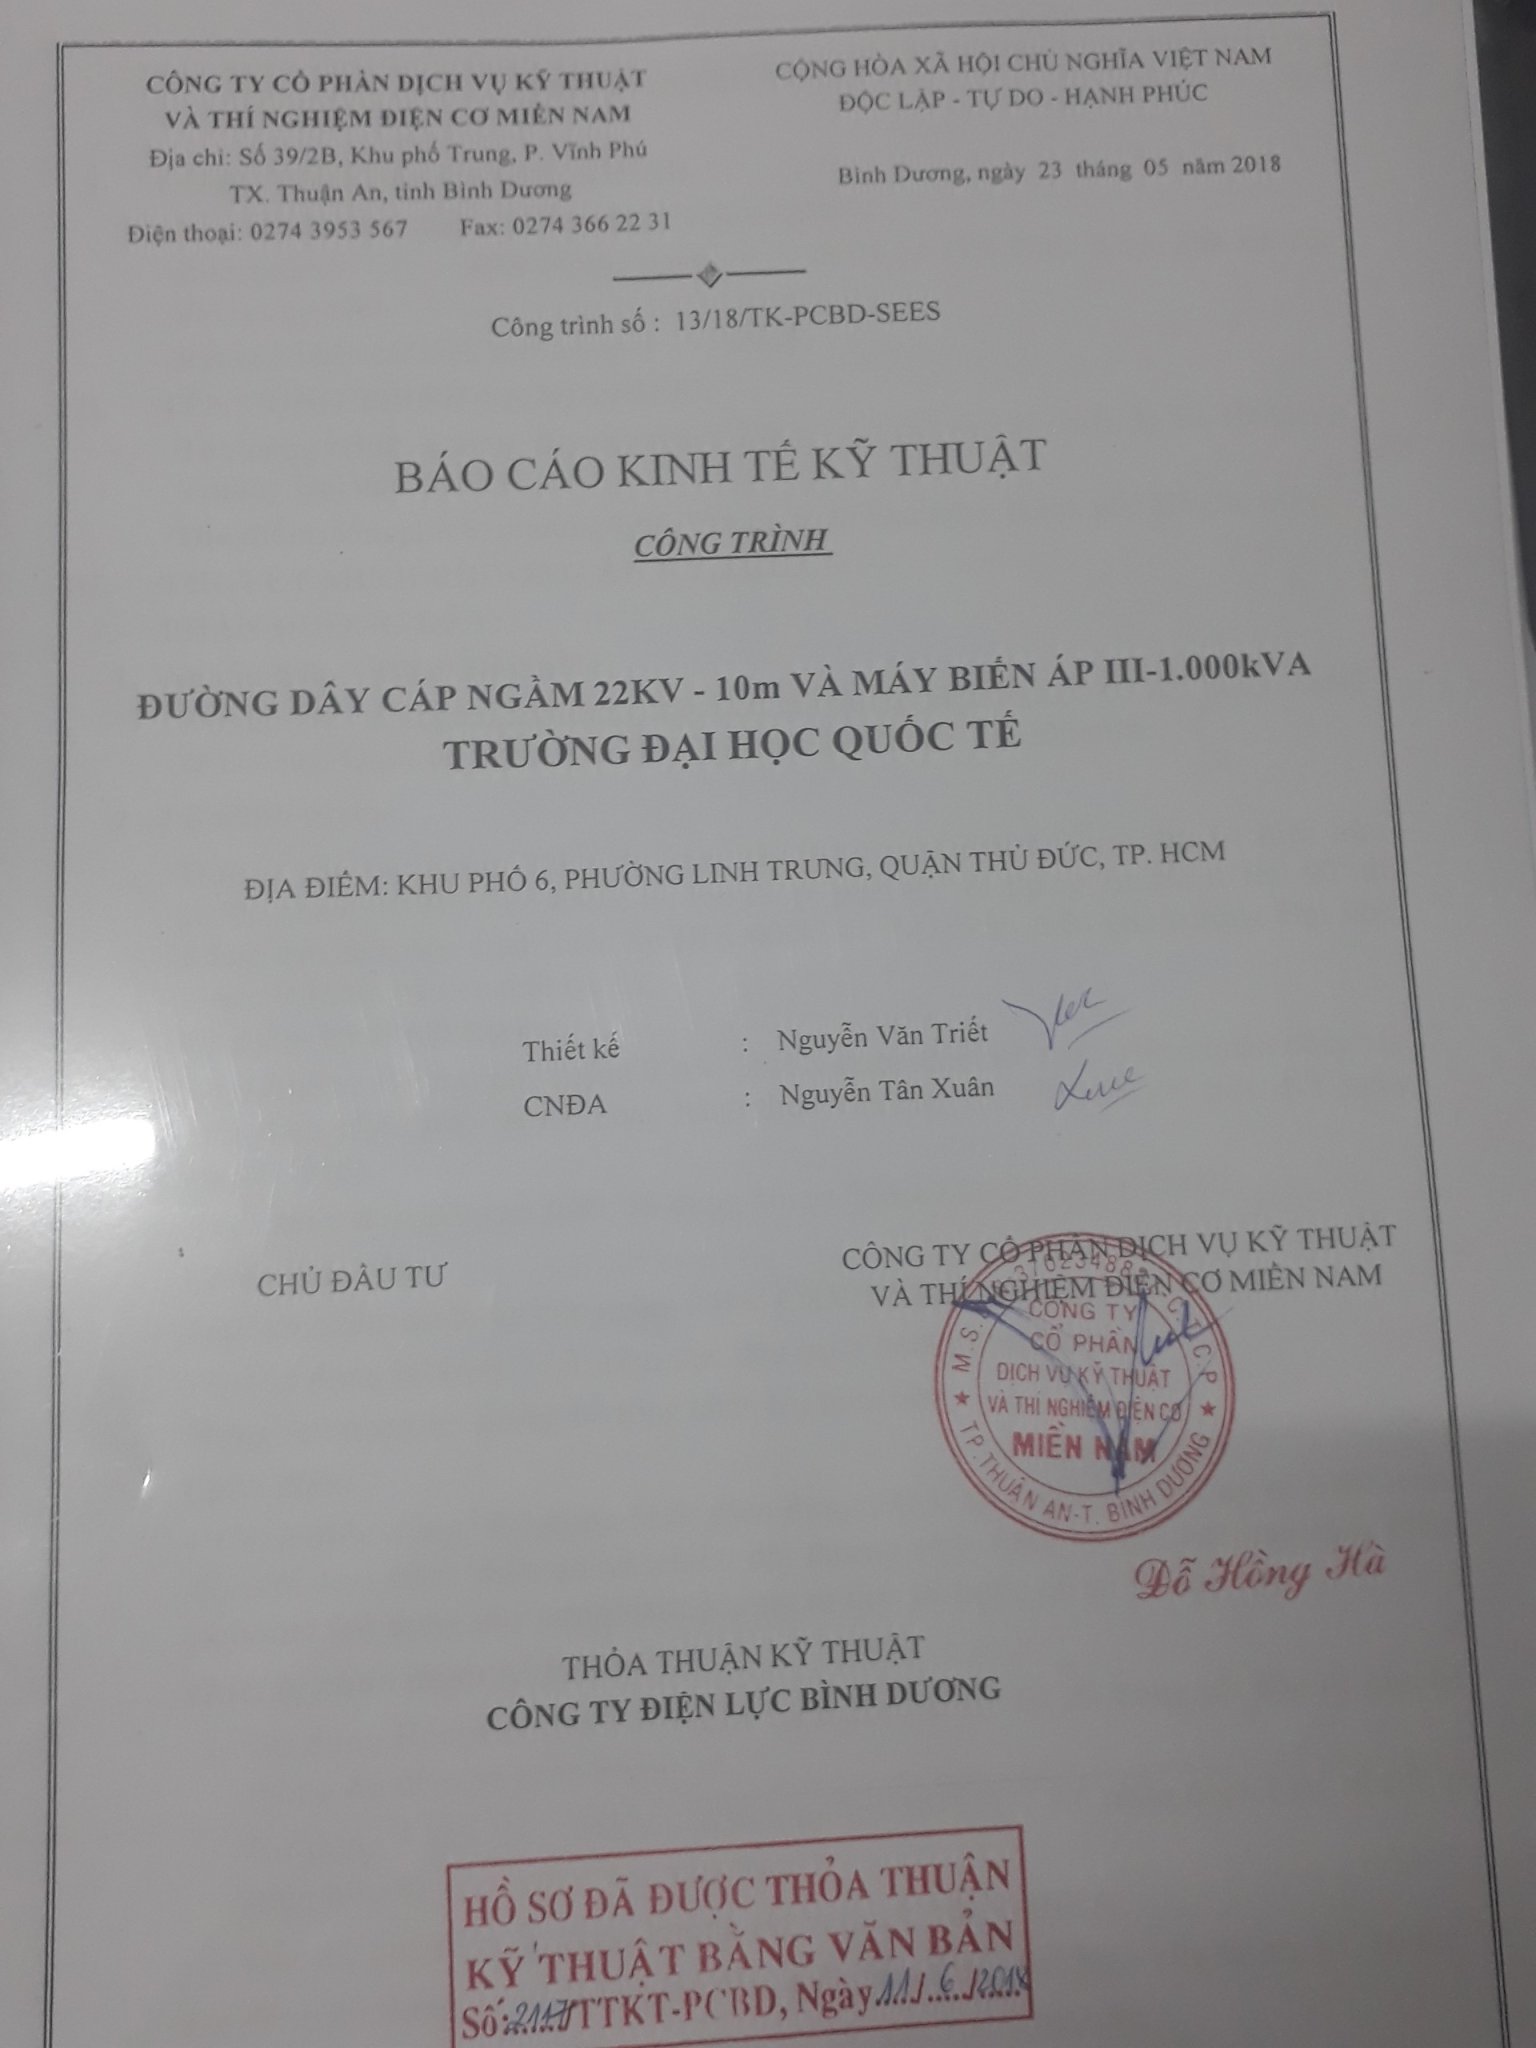 CÔNG TY CỔ PHẦN DỊCH VỤ KỸ THUẬT
VÀ THÍ NGHIỆM ĐIỆN CƠ MIỀN NAM
Địa chỉ: Số 39/2B, Khu phố Trung, P. Vĩnh Phú
TX. Thuận An, tỉnh Bình Dương
Điện thoại: 0274 3953 567 Fax: 0274 366 22 31
CỘNG HÒA XÃ HỘI CHỦ NGHĨA VIỆT NAM
ĐỘC LẬP - TỰ DO - HẠNH PHÚC
Bình Dương, ngày 23 tháng 05 năm 2018
Công trình số : 13/18/TK-PCBD-SEES
BÁO CÁO KINH TẾ KỸ THUẬT
CÔNG TRÌNH
ĐƯỜNG DÂY CÁP NGẦM 22KV - 10m VÀ MÁY BIẾN ÁP III-1.000kVA
TRƯỜNG ĐẠI HỌC QUỐC TẾ
ĐỊA ĐIỂM: KHU PHỐ 6, PHƯỜNG LINH TRUNG, QUẬN THỦ ĐỨC, TP. HCM
Thiết kế : Nguyễn Văn Triết
CNĐA : Nguyễn Tân Xuân
CHỦ ĐẦU TƯ
CÔNG TY CỔ PHẦN DỊCH VỤ KỸ THUẬT
VÀ THÍ NGHIỆM ĐIỆN CƠ MIỀN NAM
C.T.C.P
CÔNG TY
CỔ PHẦN
DỊCH VỤ KỸ THUẬT
VÀ THÍ NGHIỆM ĐIỆN CƠ
MIỀN NAM
TP. THUẬN AN-T. BÌNH DƯƠNG
Đỗ Hồng Hà
THỎA THUẬN KỸ THUẬT
CÔNG TY ĐIỆN LỰC BÌNH DƯƠNG
HỒ SƠ ĐÃ ĐƯỢC THỎA THUẬN
KỸ THUẬT BẰNG VĂN BẢN
Số: /TTKT-PCBD, Ngày 11/6/2018